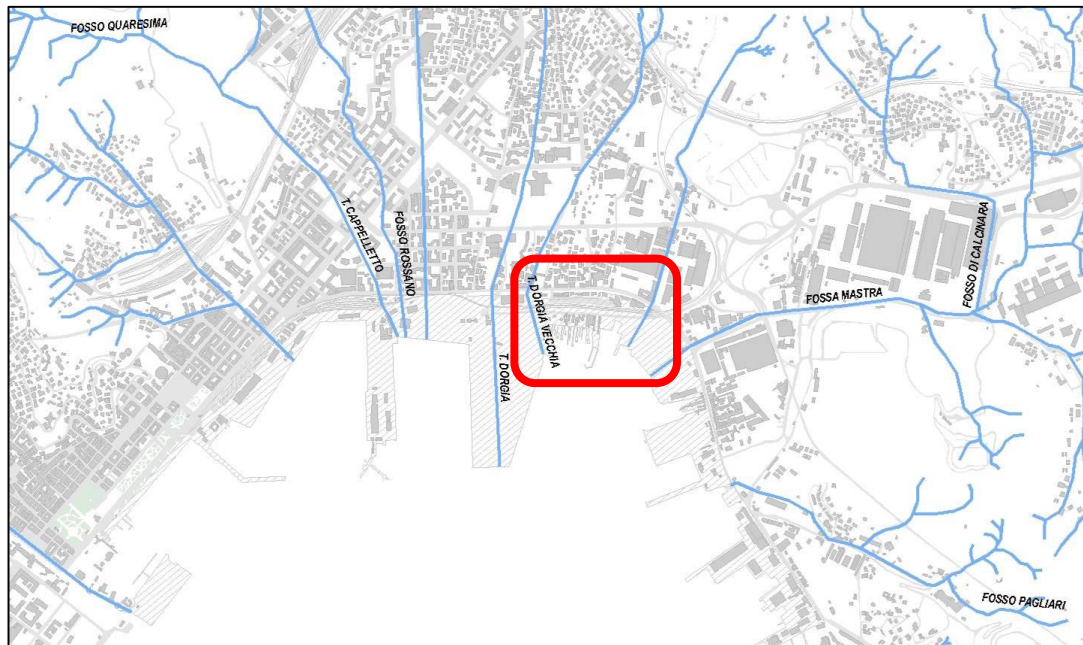 FOSSO QUARESIMA
T. CAPPELLETTO
FOSSO ROSSANO
T. DORGIA VECCHIA
T. DORGIA
FOSSA MASTRA
FOSSO DI CALCINARA
FOSSO PAGLIARI